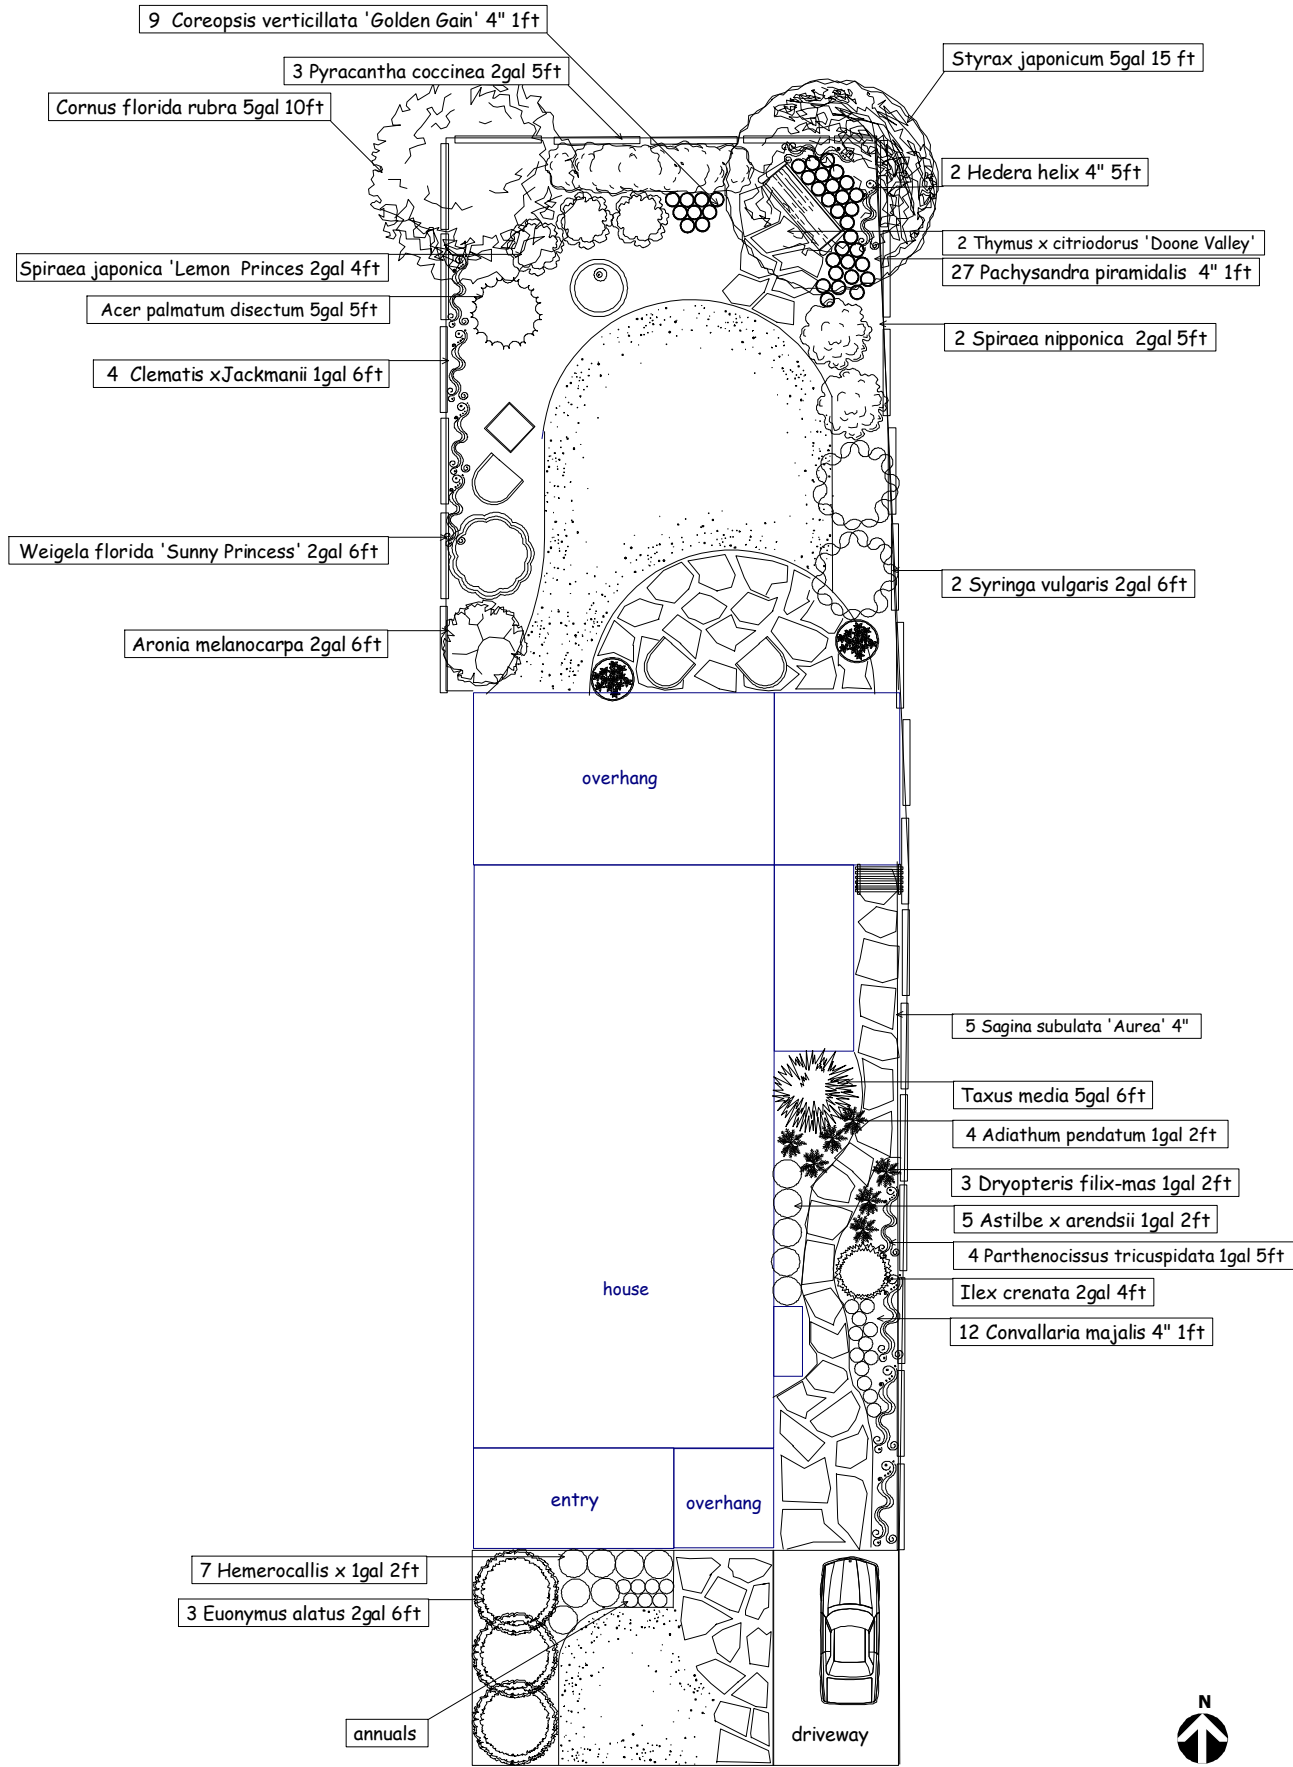 9  Coreopsis verticillata 'Golden Gain' 4" 1ft
3 Pyracantha coccinea 2gal 5ft
Styrax japonicum 5gal 15 ft
Cornus florida rubra 5gal 10ft
2 Hedera helix 4" 5ft
2 Thymus x citriodorus 'Doone Valley'
Spiraea japonica 'Lemon  Princes 2gal 4ft
27 Pachysandra piramidalis  4" 1ft
Acer palmatum disectum 5gal 5ft
2 Spiraea nipponica  2gal 5ft
4  Clematis xJackmanii 1gal 6ft
Weigela florida 'Sunny Princess' 2gal 6ft
2 Syringa vulgaris 2gal 6ft
Aronia melanocarpa 2gal 6ft
overhang
5 Sagina subulata 'Aurea' 4"
Taxus media 5gal 6ft
4 Adiathum pendatum 1gal 2ft
3 Dryopteris filix-mas 1gal 2ft
5 Astilbe x arendsii 1gal 2ft
4 Parthenocissus tricuspidata 1gal 5ft
house
Ilex crenata 2gal 4ft
12 Convallaria majalis 4" 1ft
entry
overhang
7 Hemerocallis x 1gal 2ft
3 Euonymus alatus 2gal 6ft
annuals
driveway
N